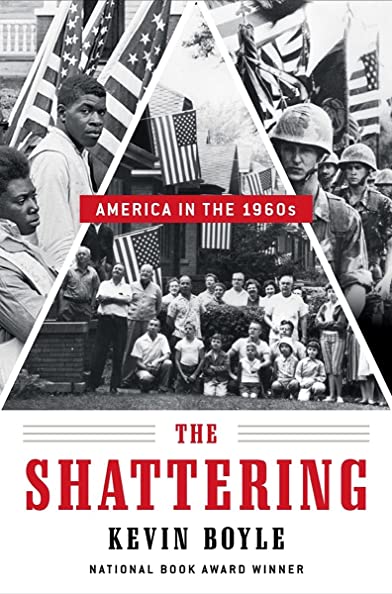 AMERICA IN THE 1960s
THE
SHATTERING
KEVIN BOYLE
NATIONAL BOOK AWARD WINNER